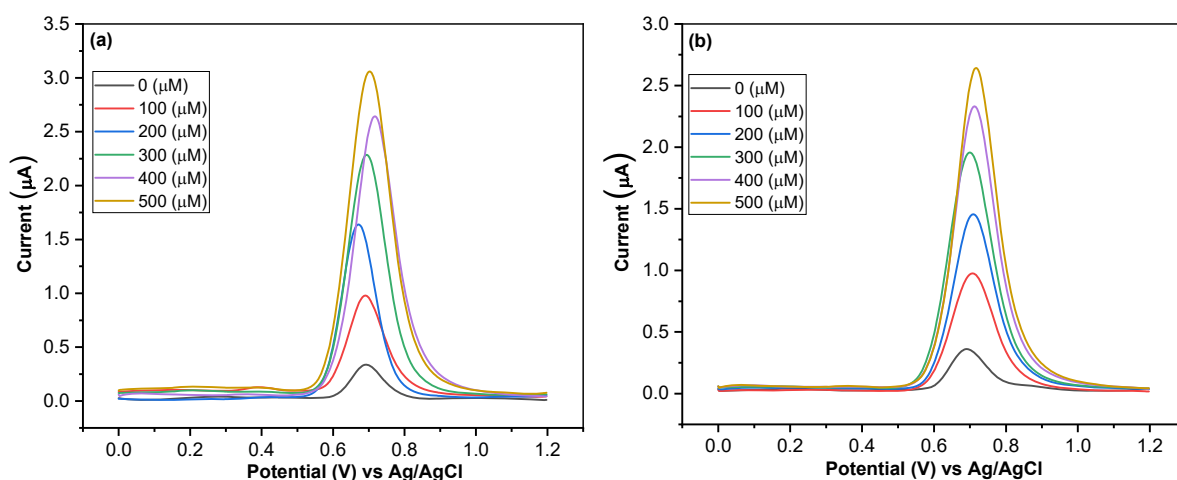 (a)
0 (μM)
100 (μM)
200 (μM)
300 (μM)
400 (μM)
500 (μM)
3.5
3.0
2.5
2.0
1.5
1.0
0.5
0.0
Current (μA)
0.0 0.2 0.4 0.6 0.8 1.0 1.2
Potential (V) vs Ag/AgCl
(b)
0 (μM)
100 (μM)
200 (μM)
300 (μM)
400 (μM)
500 (μM)
3.0
2.5
2.0
1.5
1.0
0.5
0.0
Current (μA)
0.0 0.2 0.4 0.6 0.8 1.0 1.2
Potential (V) vs Ag/AgCl